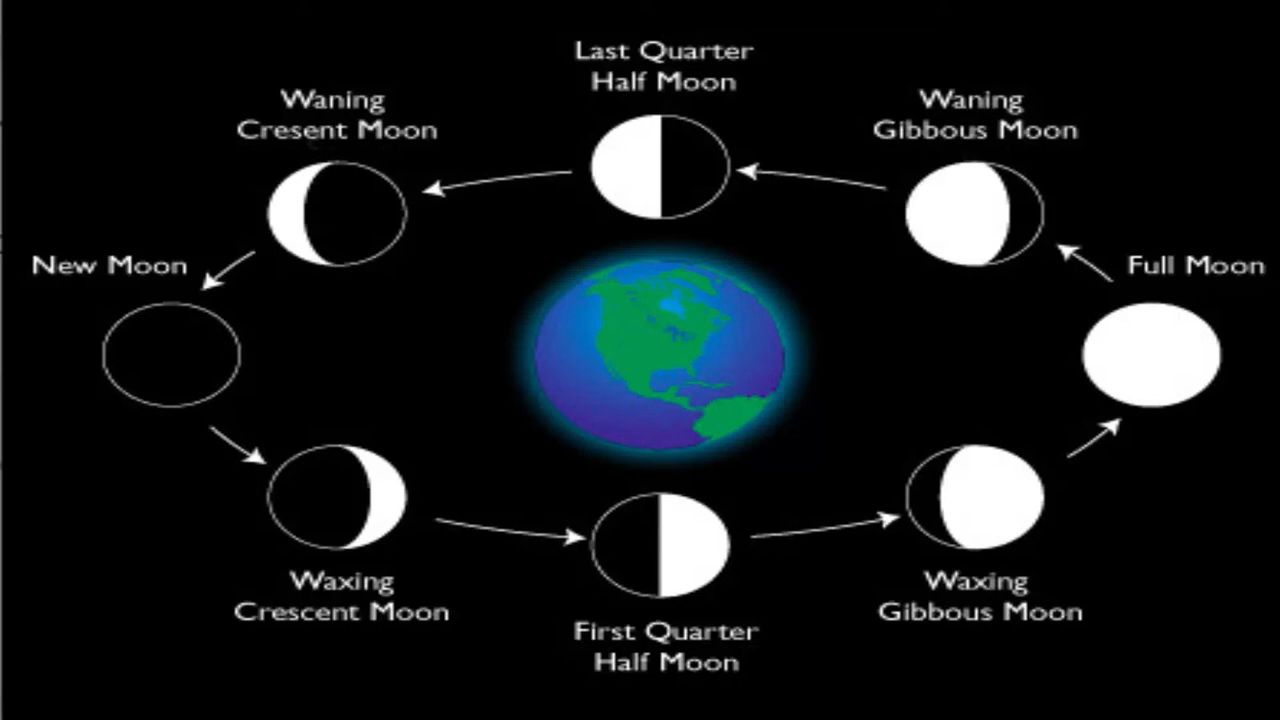 Last Quarter
Half Moon
Waning
Cresent Moon
Waning
Gibbous Moon
New Moon
Full Moon
Waxing
Crescent Moon
Waxing
Gibbous Moon
First Quarter
Half Moon